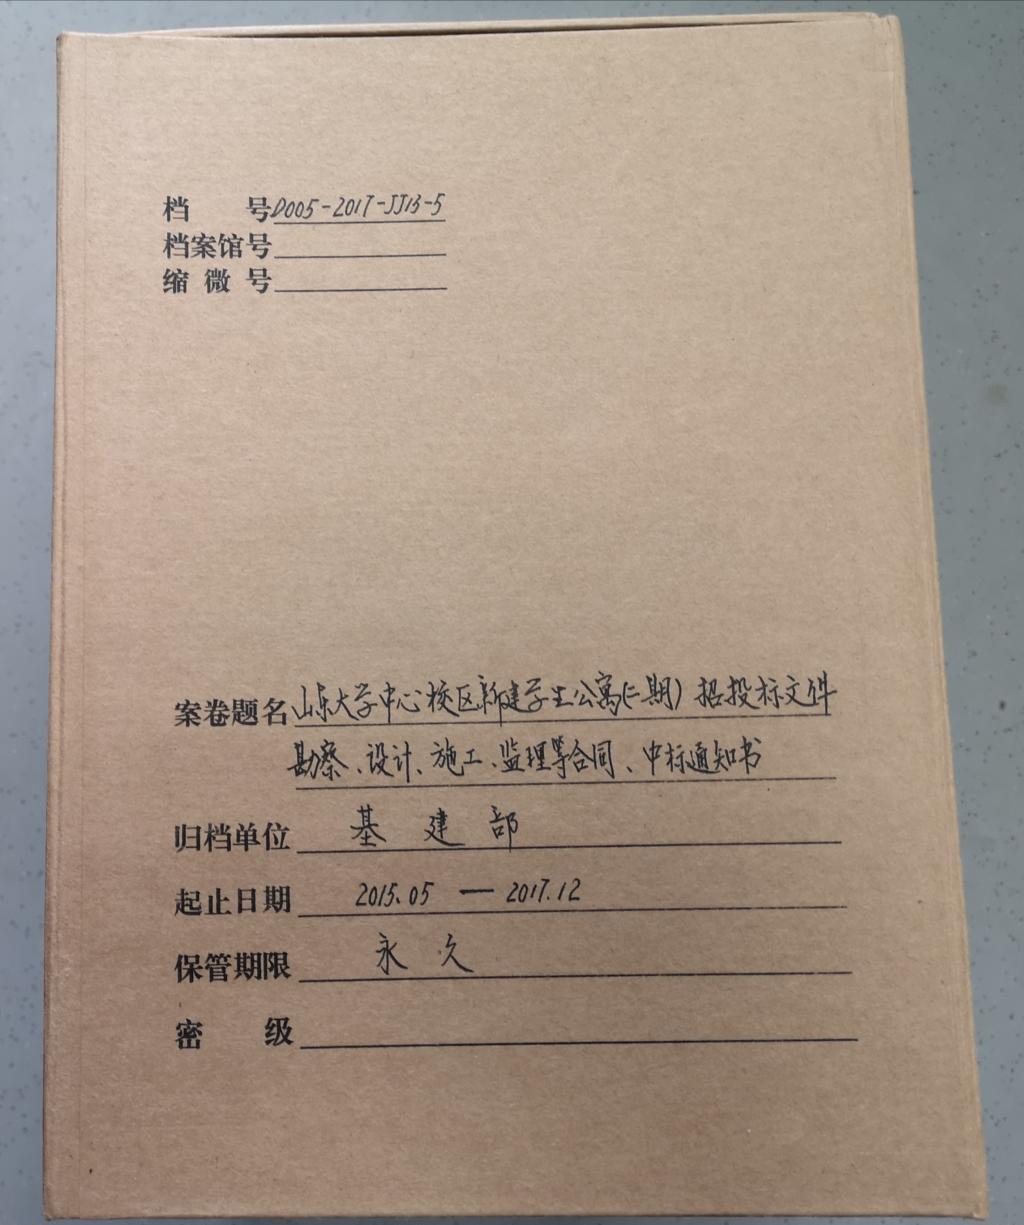 档 号D005-2017-JJ13-5
档案馆号
缩微号
案卷题名山东大学中心校区新建学生公寓(二期)招投标文件
勘察、设计、施工、监理等合同、中标通知书
归档单位 基建部
起止日期 2015.05 — 2017.12
保管期限 永久
密 级